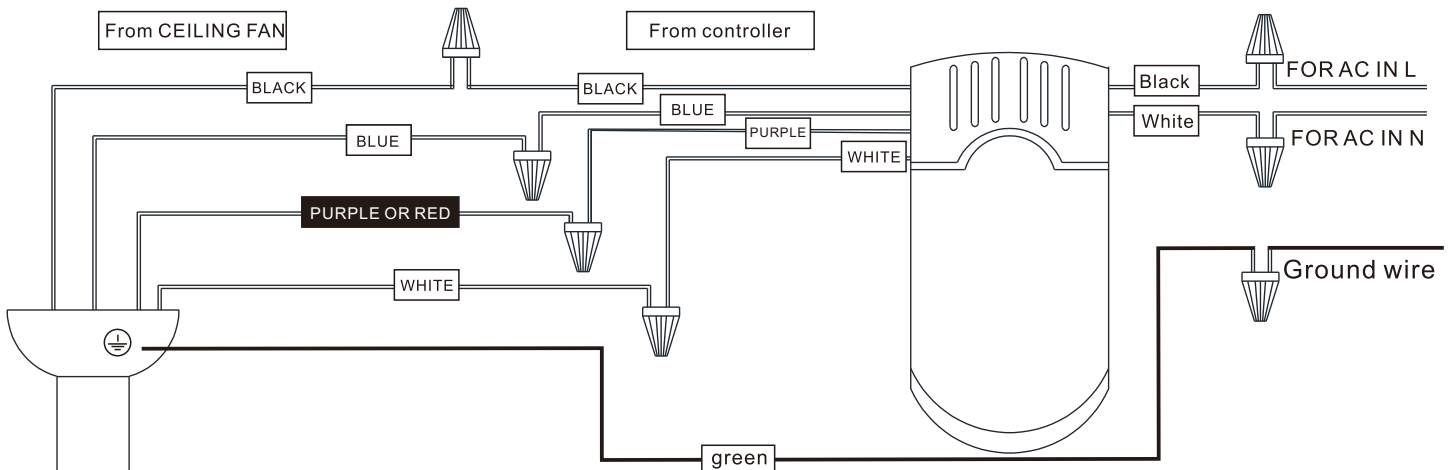 From CEILING FAN
From controller
FOR AC IN L
BLACK
BLACK
Black
BLUE
White
PURPLE
BLUE
FOR AC IN N
WHITE
PURPLE OR RED
Ground wire
WHITE
green